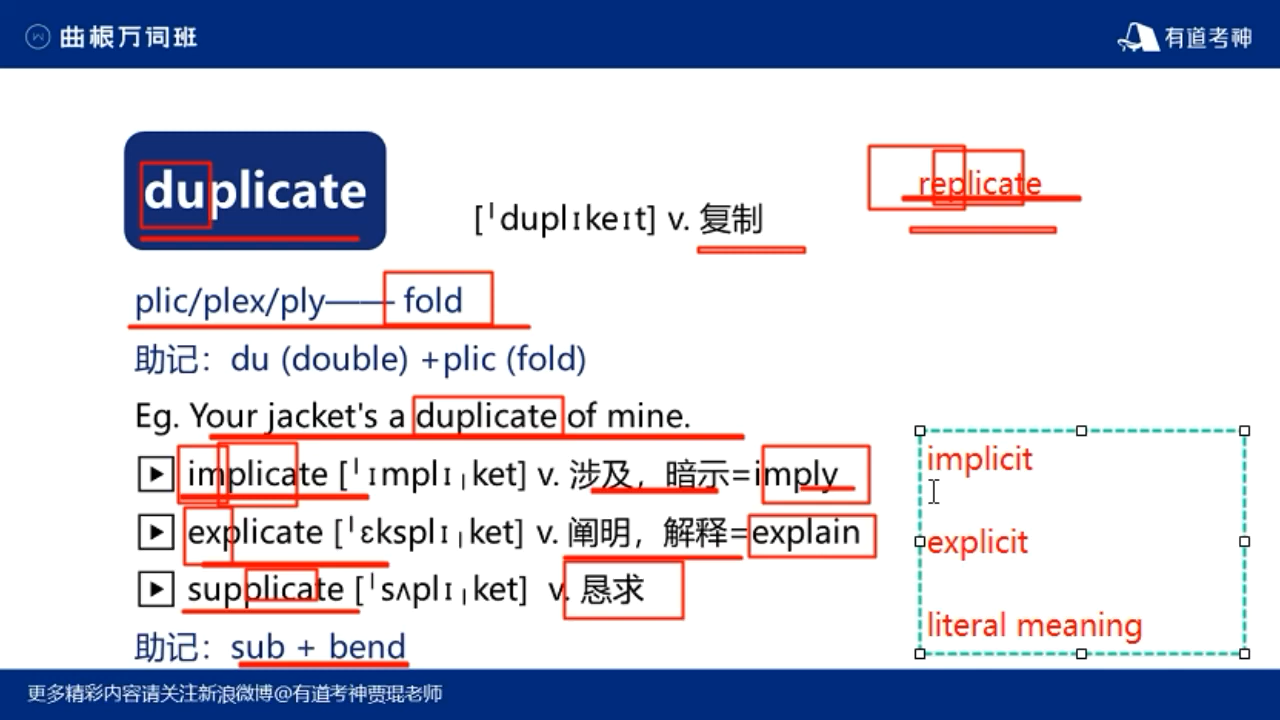 曲根万词班
有道考神
duplicate
['duplɪkeɪt] v. 复制
replicate
plic/plex/ply—— fold
助记：du (double) +plic (fold)
Eg. Your jacket's a duplicate of mine.
implicate [ˈɪmplɪˌket] v. 涉及，暗示=imply
explicate [ˈɛksplɪˌket] v. 阐明，解释=explain
supplicate [ˈsʌplɪˌket] v. 恳求
助记：sub + bend
implicit
explicit
literal meaning
更多精彩内容请关注新浪微博@有道考神贾琨老师